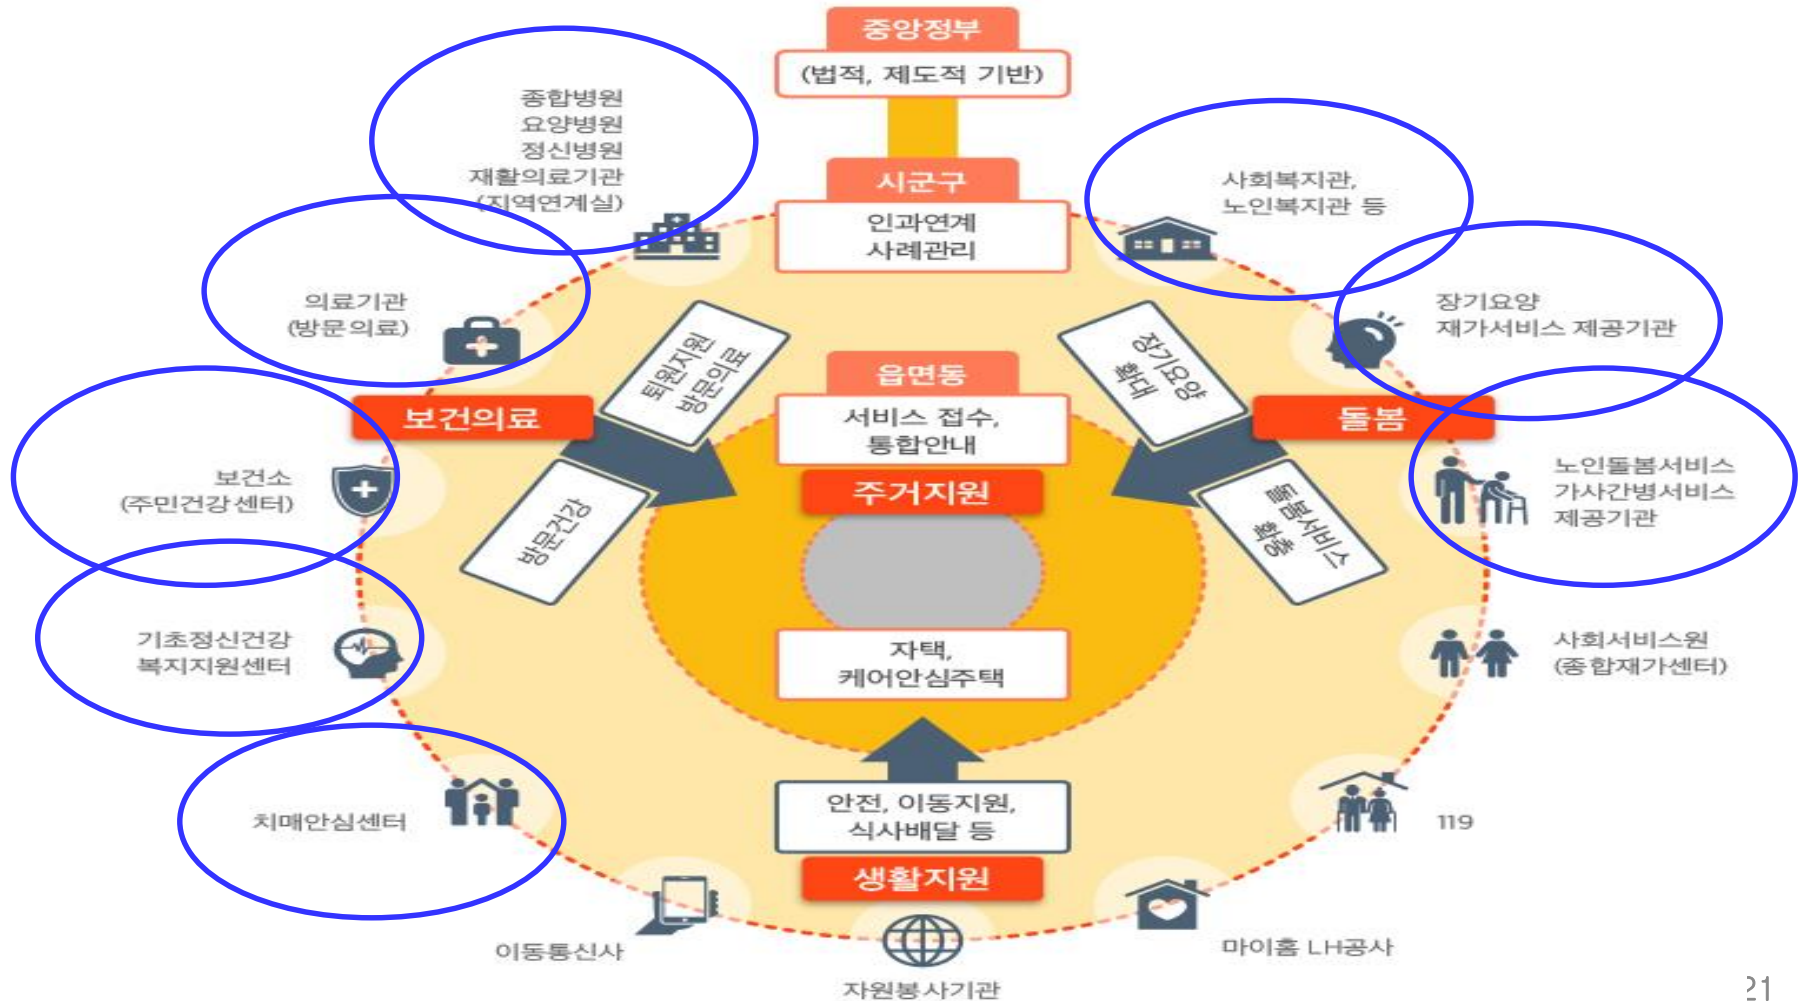 중앙정부
(법적, 제도적 기반)
시군구
인과연계
사례관리
종합병원
요양병원
정신병원
재활의료기관
(지역연계실)
사회복지관,
노인복지관 등
의료기관
(방문의료)
장기요양
재가서비스 제공기관
퇴원지원
방문의료
장기요양
확대
읍면동
서비스 접수,
통합안내
주거지원
보건의료
돌봄
보건소
(주민건강센터)
방문건강
돌봄서비스
확충
노인돌봄서비스
가사간병서비스
제공기관
기초정신건강
복지지원센터
자택,
케어안심주택
사회서비스원
(종합재가센터)
치매안심센터
안전, 이동지원,
식사배달 등
생활지원
119
이동통신사
자원봉사기관
마이홈 LH공사
21